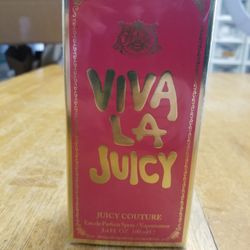 VIVA
LA
JUICY
JUICY COUTURE
Eau de Parfum Spray / Vaporisateur
3.4 FL. OZ. 100 ml ℮